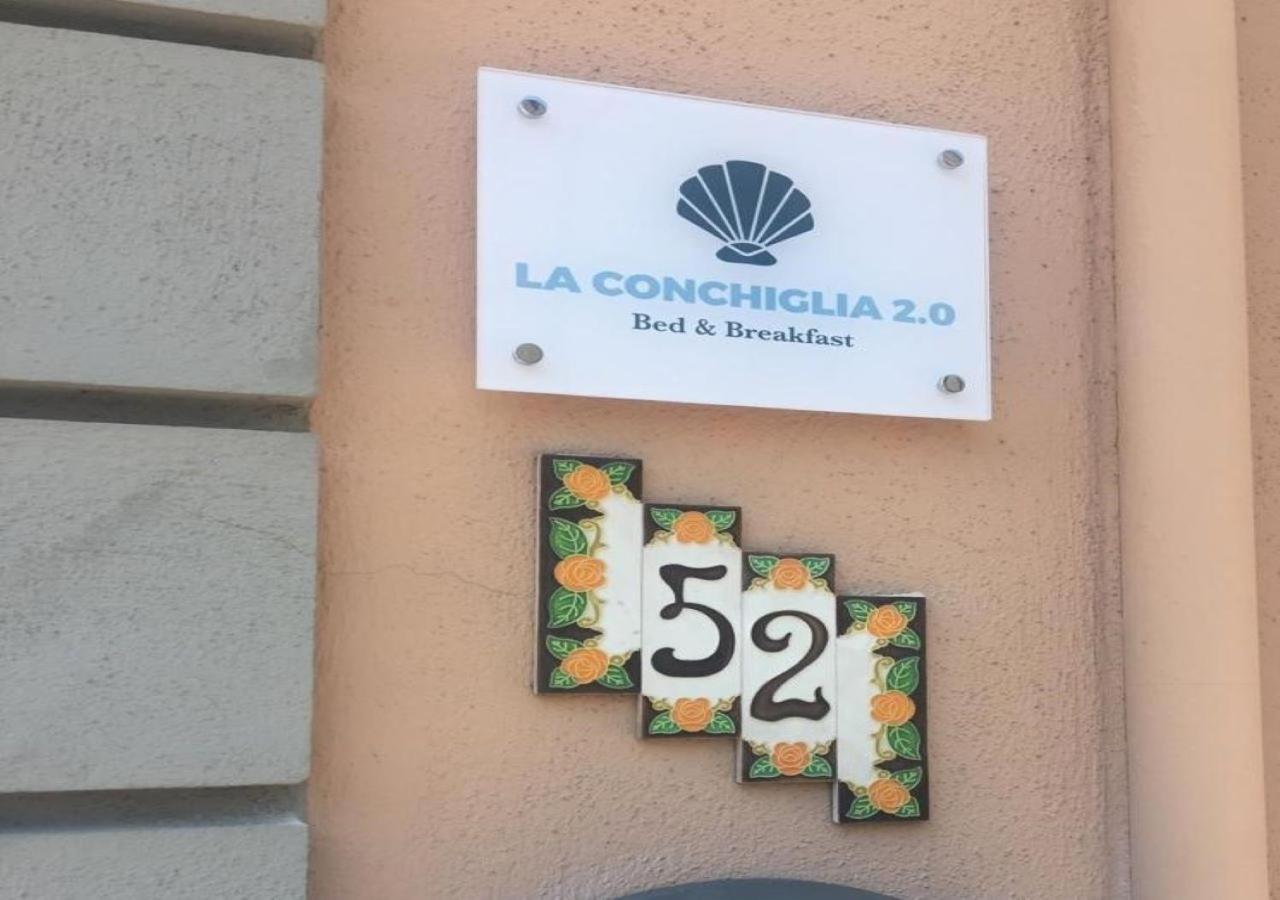 LA CONCHIGLIA 2.0
Bed & Breakfast
52